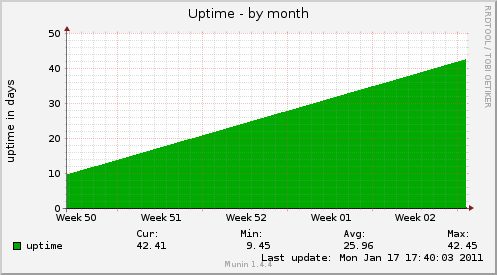 Uptime - by month
RRDTOOL / TOBI OETIKER
uptime in days
50
40
30
20
10
0
Week 50 Week 51 Week 52 Week 01 Week 02
Cur: Min: Avg: Max:
uptime 42.41 9.45 25.96 42.45
Last update: Mon Jan 17 17:40:03 2011
Munin 1.4.4